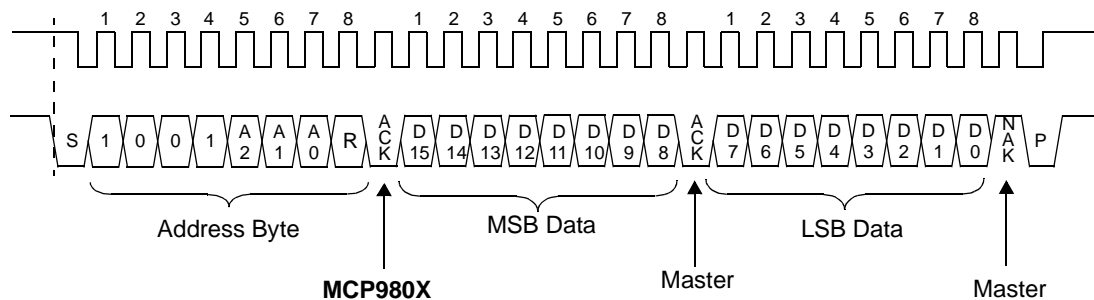 1 2 3 4 5 6 7 8 1 2 3 4 5 6 7 8 1 2 3 4 5 6 7 8
S 1 0 0 1 A2 A1 A0 R ACK D15 D14 D13 D12 D11 D10 D9 D8 ACK D7 D6 D5 D4 D3 D2 D1 D0 NAK P
Address Byte MSB Data LSB Data
MCP980X Master Master